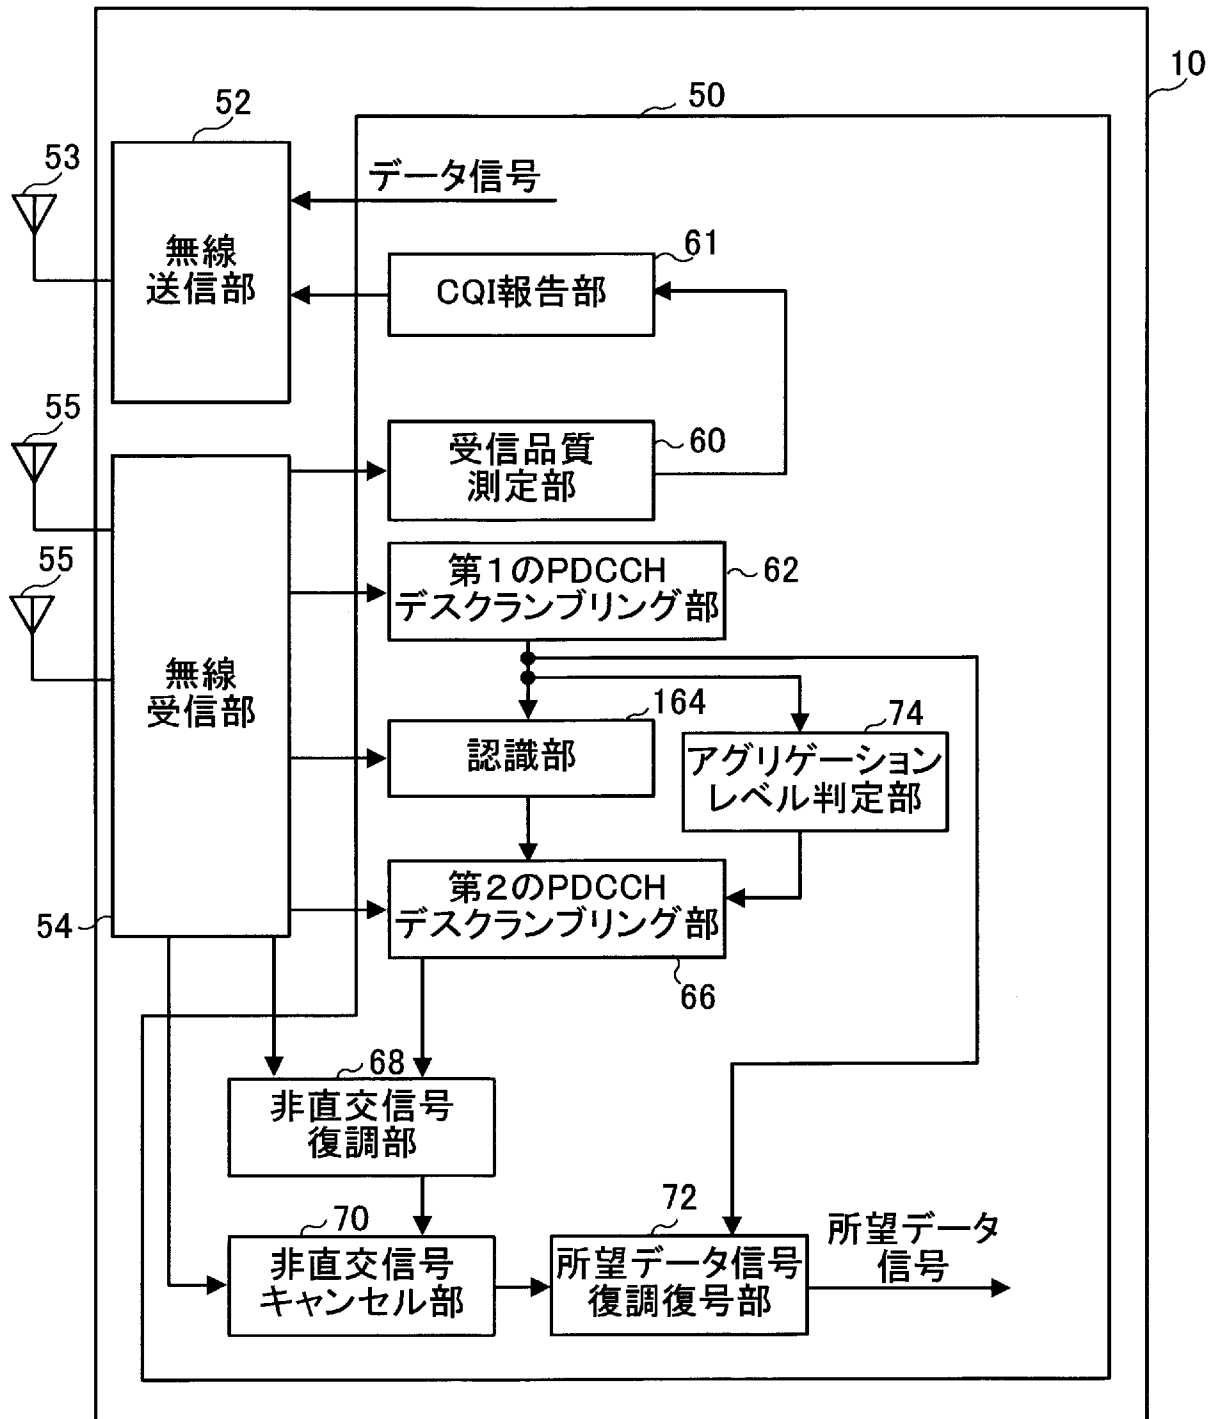 10
50
52
53
データ信号
無線
送信部
61
CQI報告部
55
受信品質
測定部
60
55
第1のPDCCH
デスクランブリング部
62
無線
受信部
164
認識部
74
アグリゲーション
レベル判定部
第2のPDCCH
デスクランブリング部
54
66
68
非直交信号
復調部
70
非直交信号
キャンセル部
72
所望データ信号
復調復号部
所望データ
信号